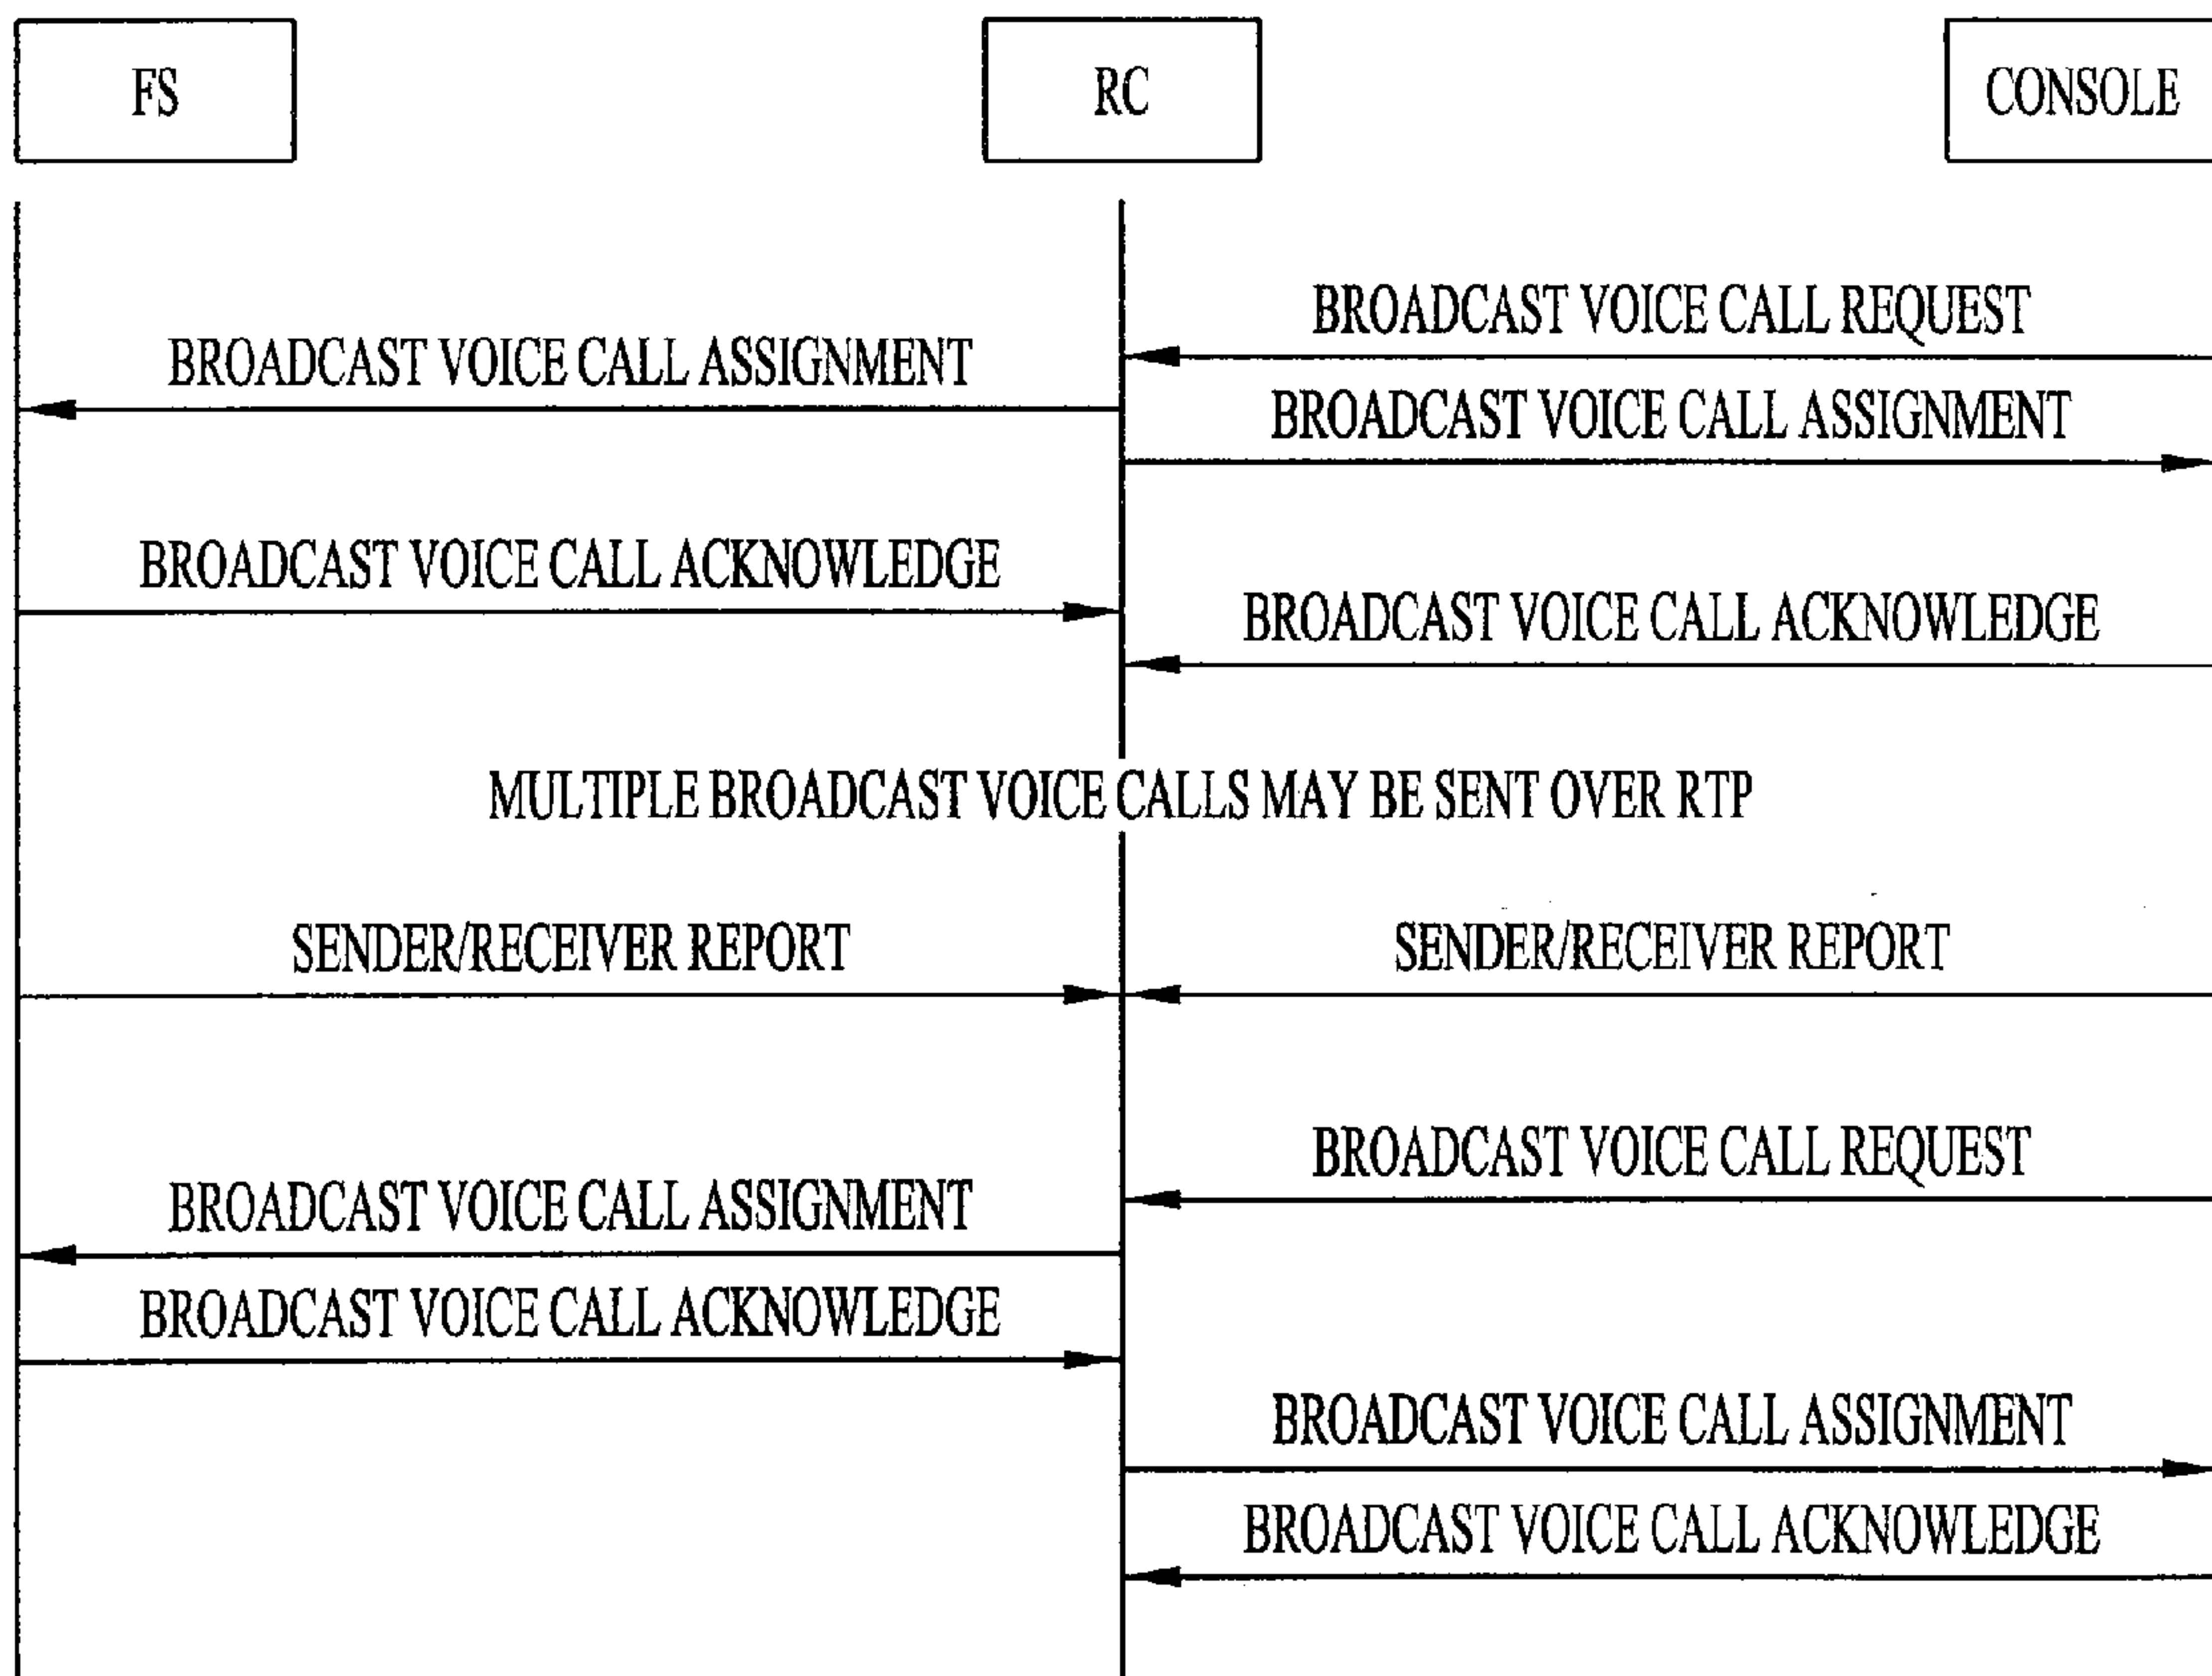 FS
RC
CONSOLE
BROADCAST VOICE CALL REQUEST
BROADCAST VOICE CALL ASSIGNMENT
BROADCAST VOICE CALL ASSIGNMENT
BROADCAST VOICE CALL ACKNOWLEDGE
BROADCAST VOICE CALL ACKNOWLEDGE
MULTIPLE BROADCAST VOICE CALLS MAY BE SENT OVER RTP
SENDER/RECEIVER REPORT
SENDER/RECEIVER REPORT
BROADCAST VOICE CALL REQUEST
BROADCAST VOICE CALL ASSIGNMENT
BROADCAST VOICE CALL ACKNOWLEDGE
BROADCAST VOICE CALL ASSIGNMENT
BROADCAST VOICE CALL ACKNOWLEDGE